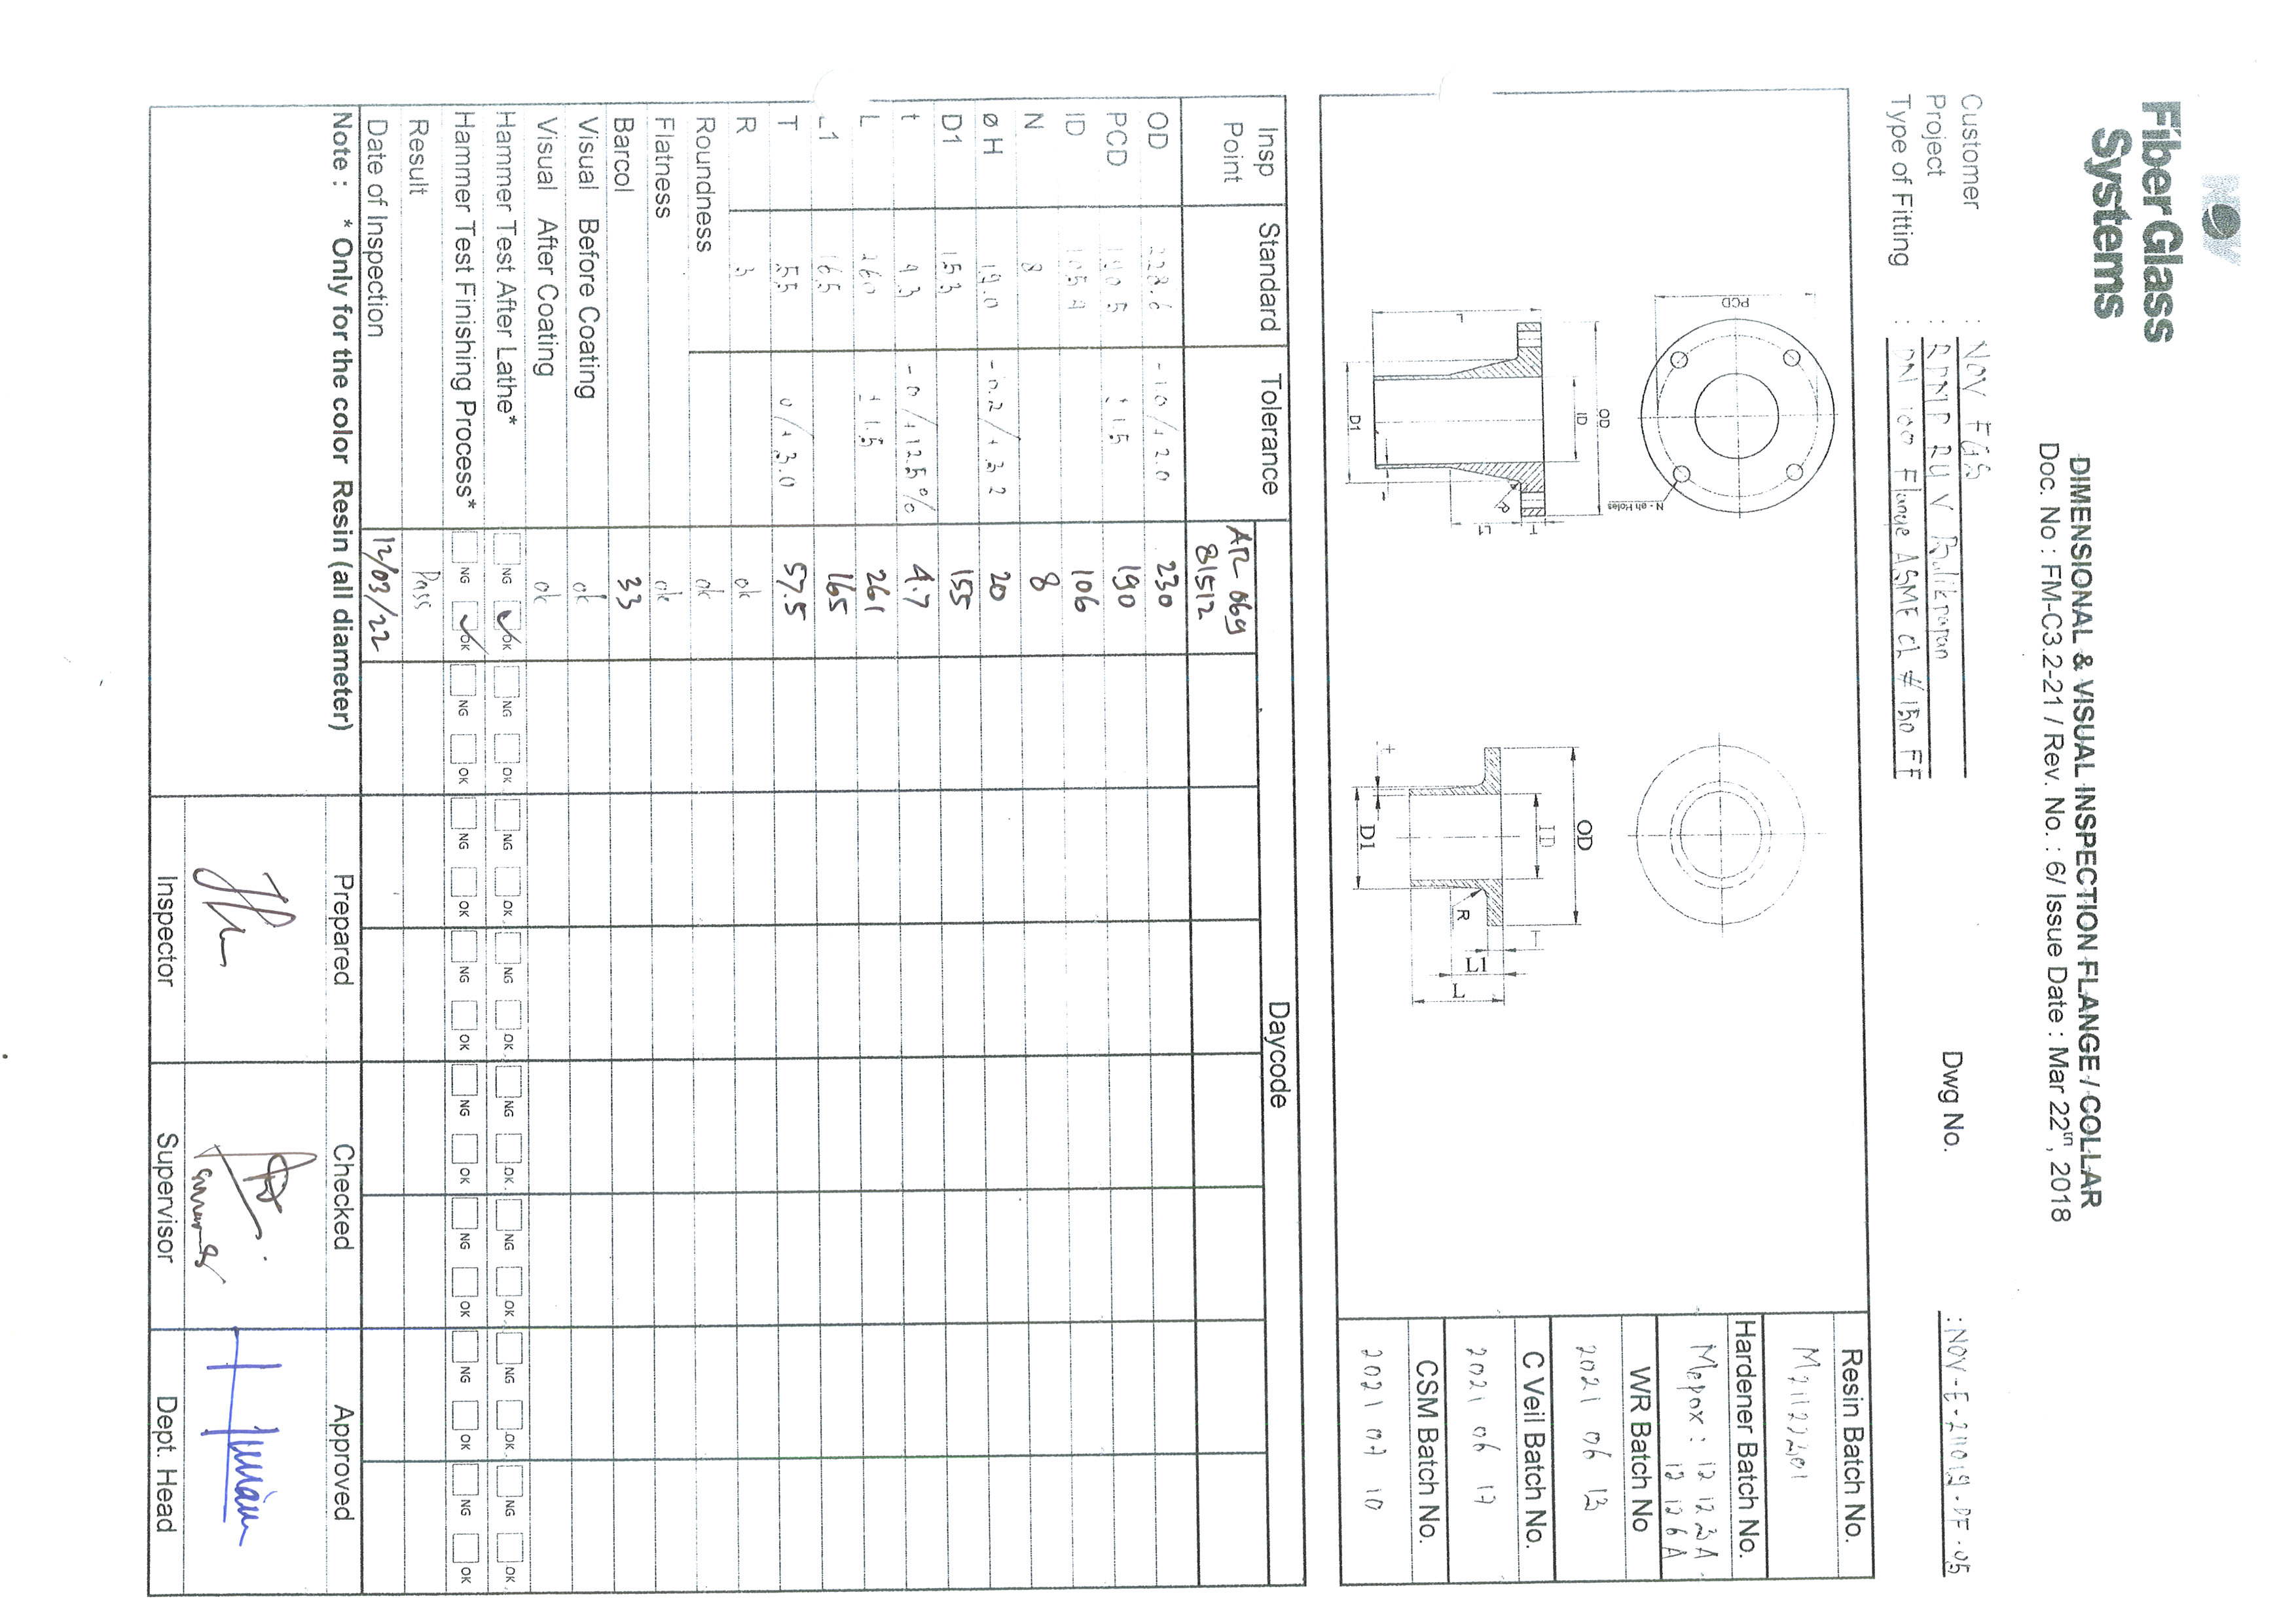 NOV
FiberGlass
Systems
DIMENSIONAL & VISUAL INSPECTION FLANGE / COLLAR
Doc. No : FM-C3.2-21 / Rev. No. : 6/ Issue Date : Mar 22th, 2018
Customer : NOV FGS
Project : RDMP RU V Balikpapan
Dwg No. : NOV-E-21019-DF-05
Type of Fitting : DN 100 Flange ASME CL # 150 FF
PCD
N - øh Holes
OD
ID
L
D1
R
T
L1
OD
ID
T
L1
L
R
t
D1
Resin Batch No.
M21122201
Hardener Batch No.
Mepox : 12 123A
12 126A
WR Batch No
2021 06 13
C Veil Batch No.
2021 06 17
CSM Batch No.
2021 07 10
Insp Point Standard Tolerance Daycode
AR-069
81512
OD 228.6 -1.0/+2.0 230
PCD 190.5 ±1.5 190
ID 105.4 106
N 8 8
Ø H 19.0 -0.2/+3.2 20
D1 153 155
t 4.3 -0/+12.5% 4.7
L 260 ±1.5 261
L1 165 165
T 55 0/+3.0 57.5
R 3 ok
Roundness ok
Flatness ok
Barcol 33
Visual Before Coating ok
Visual After Coating ok
Hammer Test After Lathe* NG ✓ OK NG OK NG OK NG OK NG OK NG OK NG OK NG OK
Hammer Test Finishing Process* NG ✓ OK NG OK NG OK NG OK NG OK NG OK NG OK NG OK
Result Pass
Date of Inspection 12/03/22
Note : * Only for the color Resin (all diameter)
Prepared Checked Approved
Inspector Supervisor Dept. Head